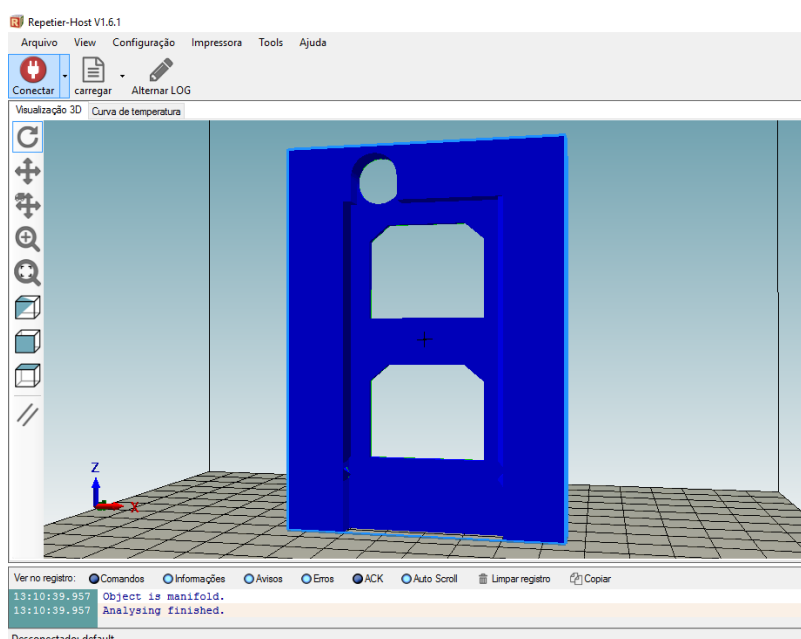 Repetier-Host V1.6.1
Arquivo View Configuração Impressora Tools Ajuda
Conectar carregar Alternar LOG
Visualização 3D Curva de temperatura
Z
X
Ver no registro: Comandos Informações Avisos Erros ACK Auto Scroll Limpar registro Copiar
13:10:39.957 Object is manifold.
13:10:39.957 Analysing finished.
Desconectado: default